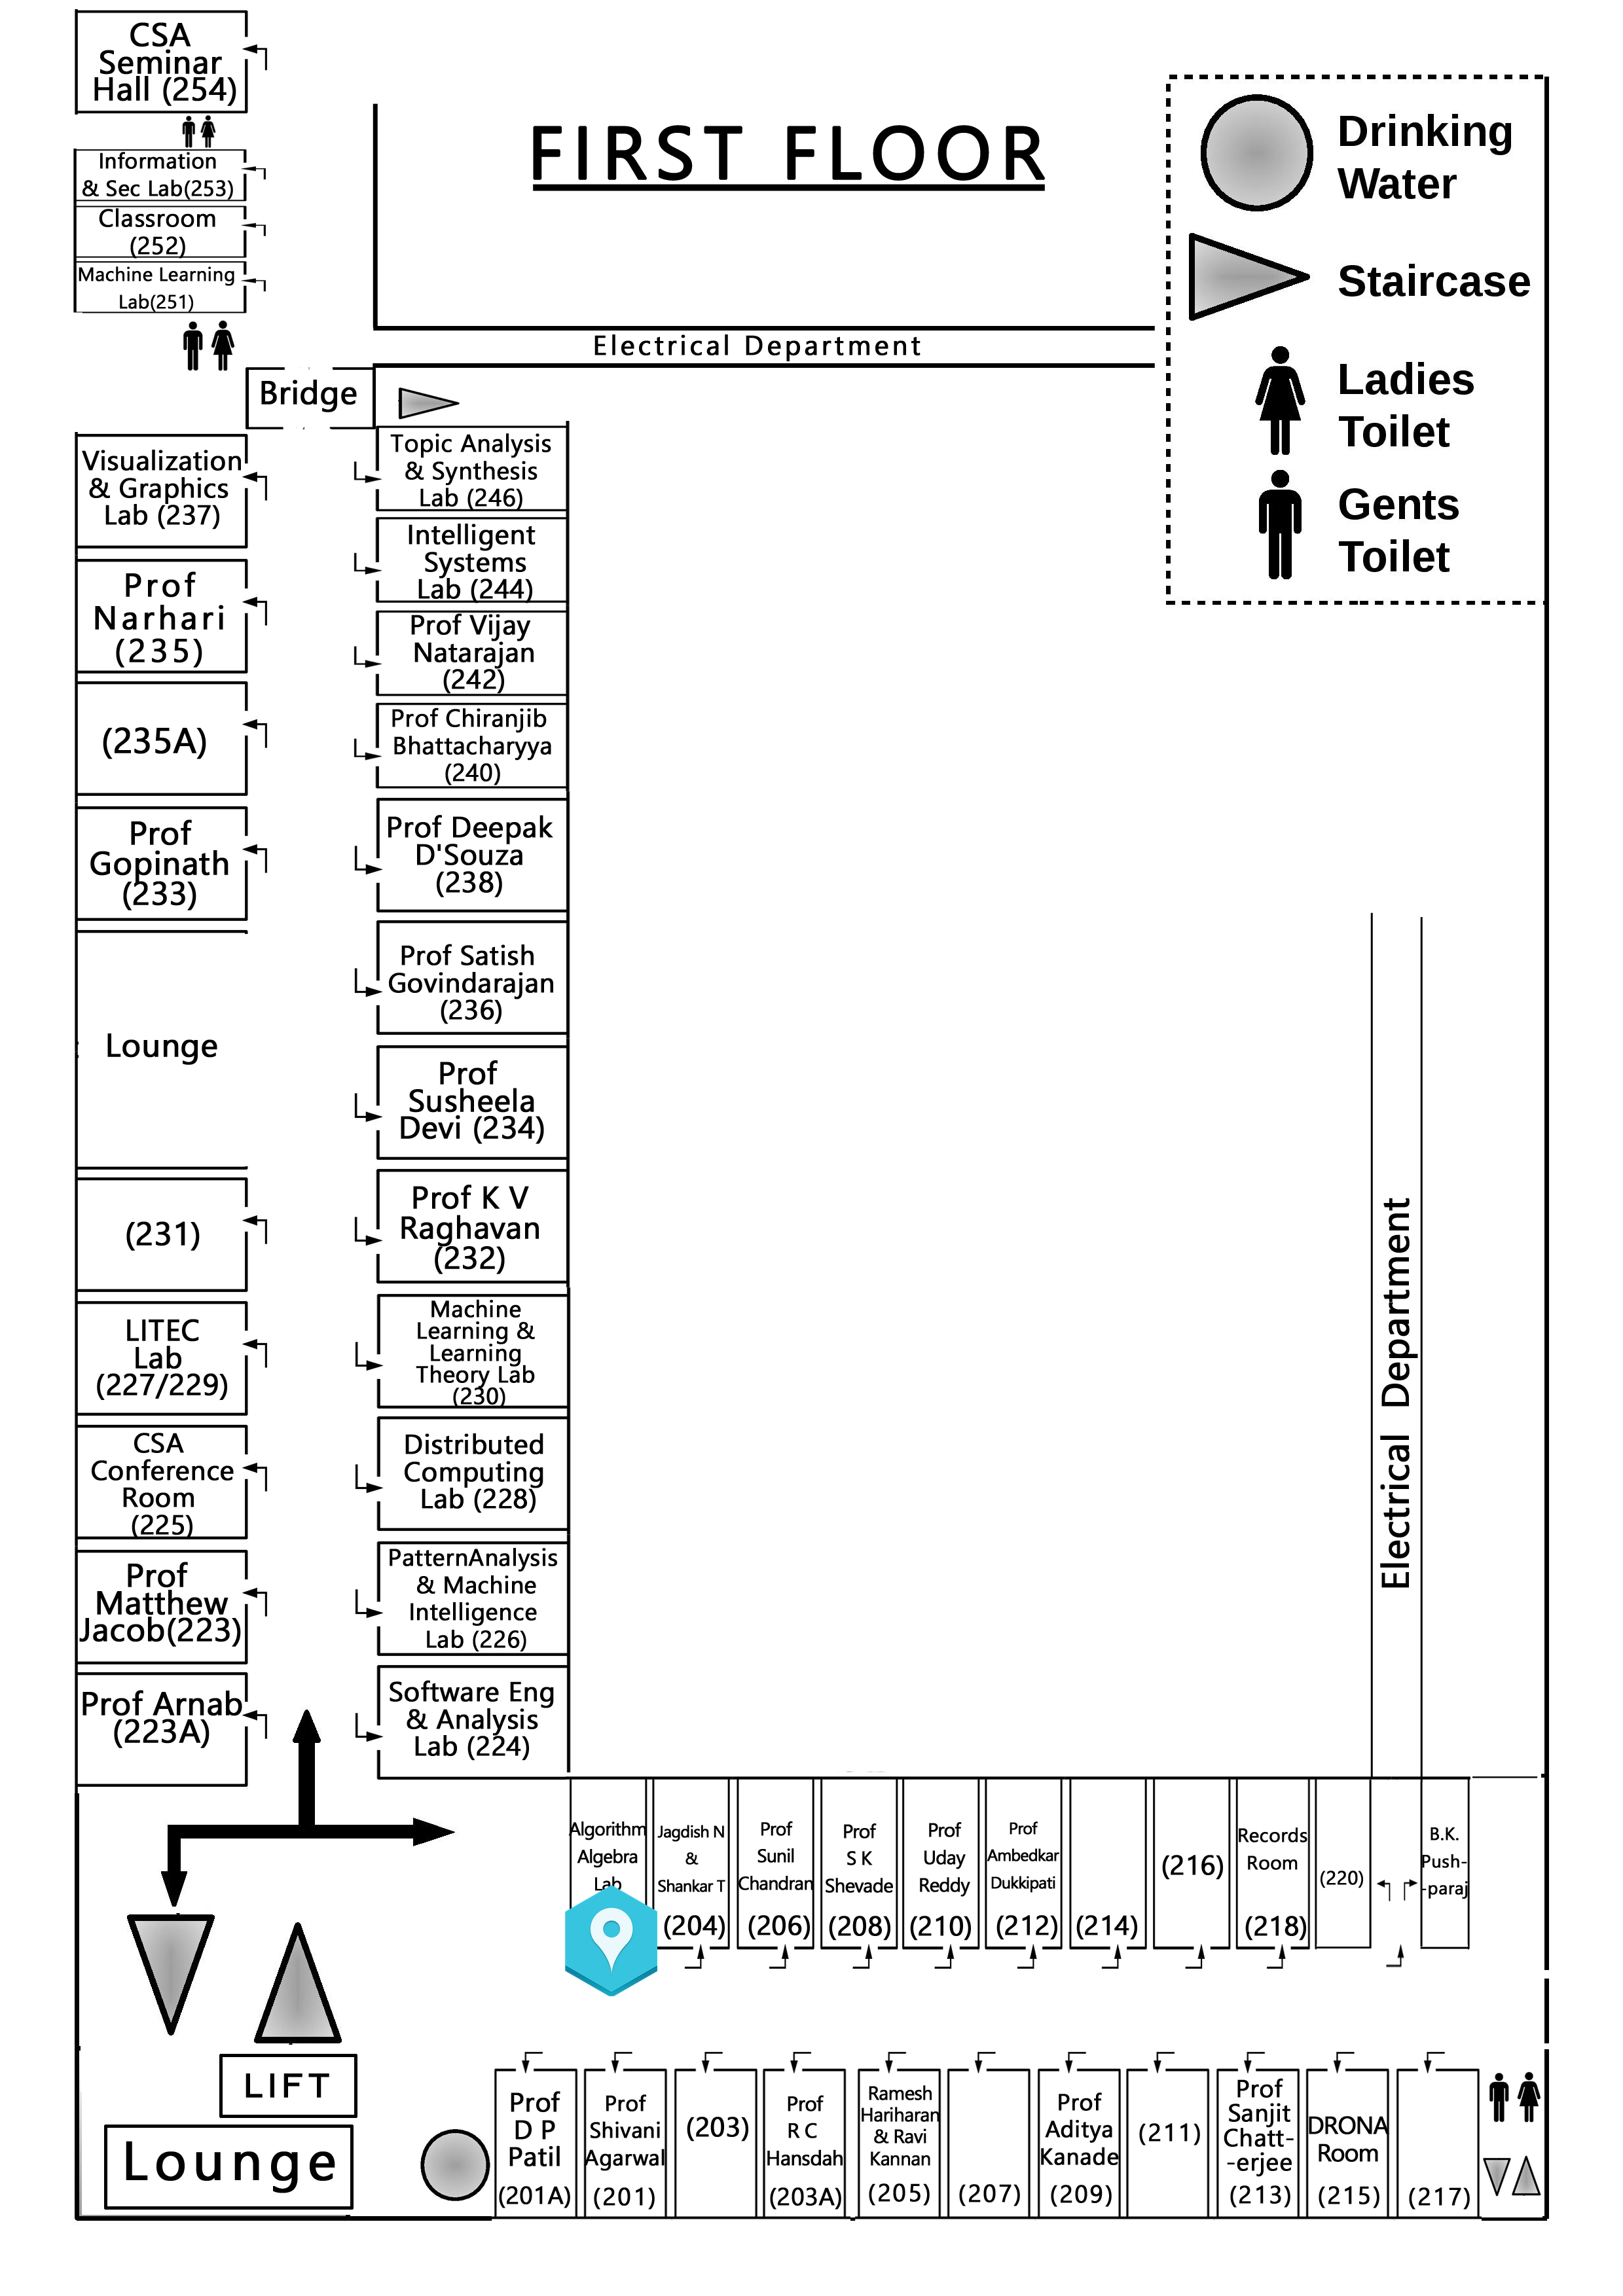 CSA
Seminar
Hall (254)
Information
& Sec Lab(253)
Classroom
(252)
Machine Learning
Lab(251)
FIRST FLOOR
Drinking
Water
Staircase
Ladies
Toilet
Gents
Toilet
Electrical Department
Bridge
Visualization
& Graphics
Lab (237)
Prof
Narhari
(235)
(235A)
Prof
Gopinath
(233)
Lounge
(231)
LITEC
Lab
(227/229)
CSA
Conference
Room
(225)
Prof
Matthew
Jacob(223)
Prof Arnab
(223A)
Topic Analysis
& Synthesis
Lab (246)
Intelligent
Systems
Lab (244)
Prof Vijay
Natarajan
(242)
Prof Chiranjib
Bhattacharyya
(240)
Prof Deepak
D'Souza
(238)
Prof Satish
Govindarajan
(236)
Prof
Susheela
Devi (234)
Prof K V
Raghavan
(232)
Machine
Learning &
Learning
Theory Lab
(230)
Distributed
Computing
Lab (228)
PatternAnalysis
& Machine
Intelligence
Lab (226)
Software Eng
& Analysis
Lab (224)
Electrical Department
Algorithm
Algebra
Lab
Jagdish N
&
Shankar T
(204)
Prof
Sunil
Chandran
(206)
Prof
S K
Shevade
(208)
Prof
Uday
Reddy
(210)
Prof
Ambedkar
Dukkipati
(212)
(214)
(216)
Records
Room
(218)
(220)
B.K.
Push-
-paraj
LIFT
Lounge
Prof
D P
Patil
(201A)
Prof
Shivani
Agarwal
(201)
(203)
Prof
R C
Hansdah
(203A)
Ramesh
Hariharan
& Ravi
Kannan
(205)
(207)
Prof
Aditya
Kanade
(209)
(211)
Prof
Sanjit
Chatt-
-erjee
(213)
DRONA
Room
(215)
(217)